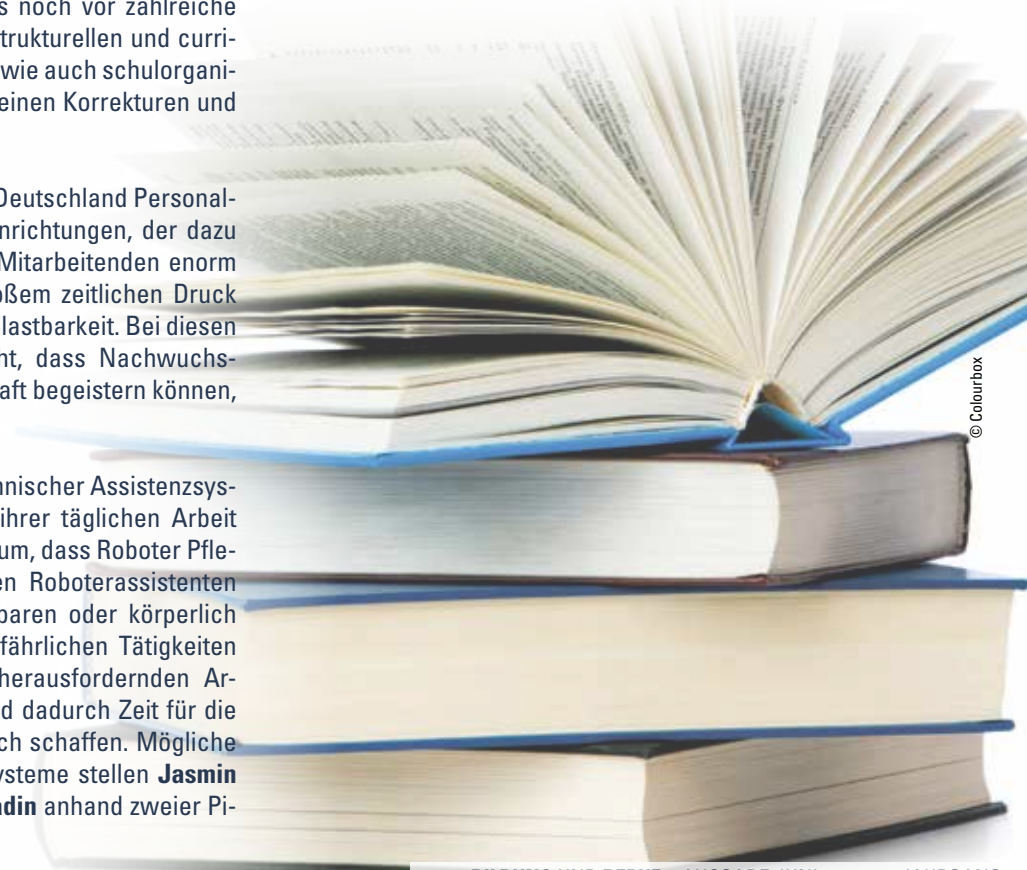 s noch vor zahlreiche
trukturellen und curri-
wie auch schulorgani-
einen Korrekturen und
Deutschland Personal-
nrichtungen, der dazu
Mitarbeitenden enorm
oßem zeitlichen Druck
lastbarkeit. Bei diesen
ht, dass Nachwuchs-
aft begeistern können,
hnischer Assistenzsys-
ihrer täglichen Arbeit
um, dass Roboter Pfle-
en Roboterassistenten
baren oder körperlich
fährlichen Tätigkeiten
herausfordernden Ar-
d dadurch Zeit für die
ch schaffen. Mögliche
ysteme stellen Jasmin
adin anhand zweier Pi-
© Colourbox